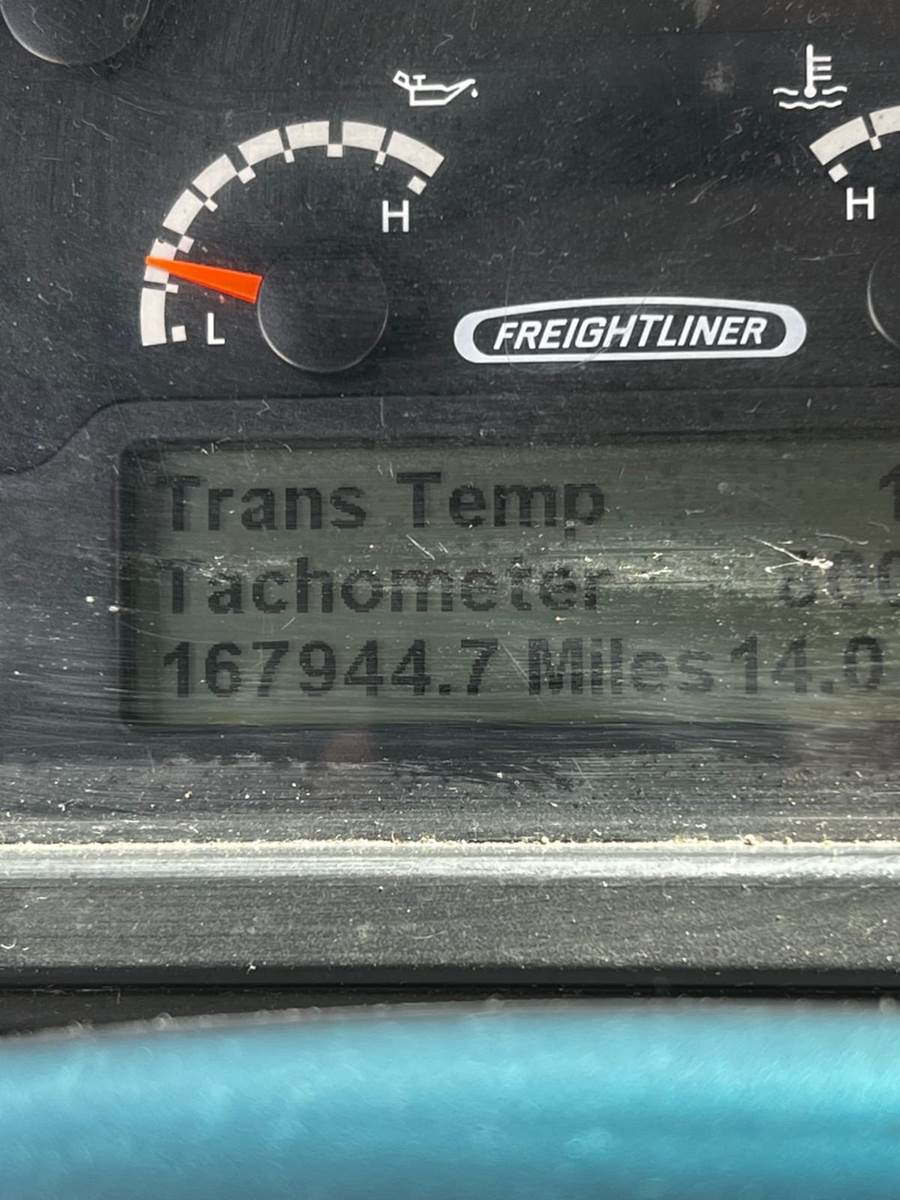 H
H
L
FREIGHTLINER
Trans Temp
Tachometer
167944.7 Miles 14.0